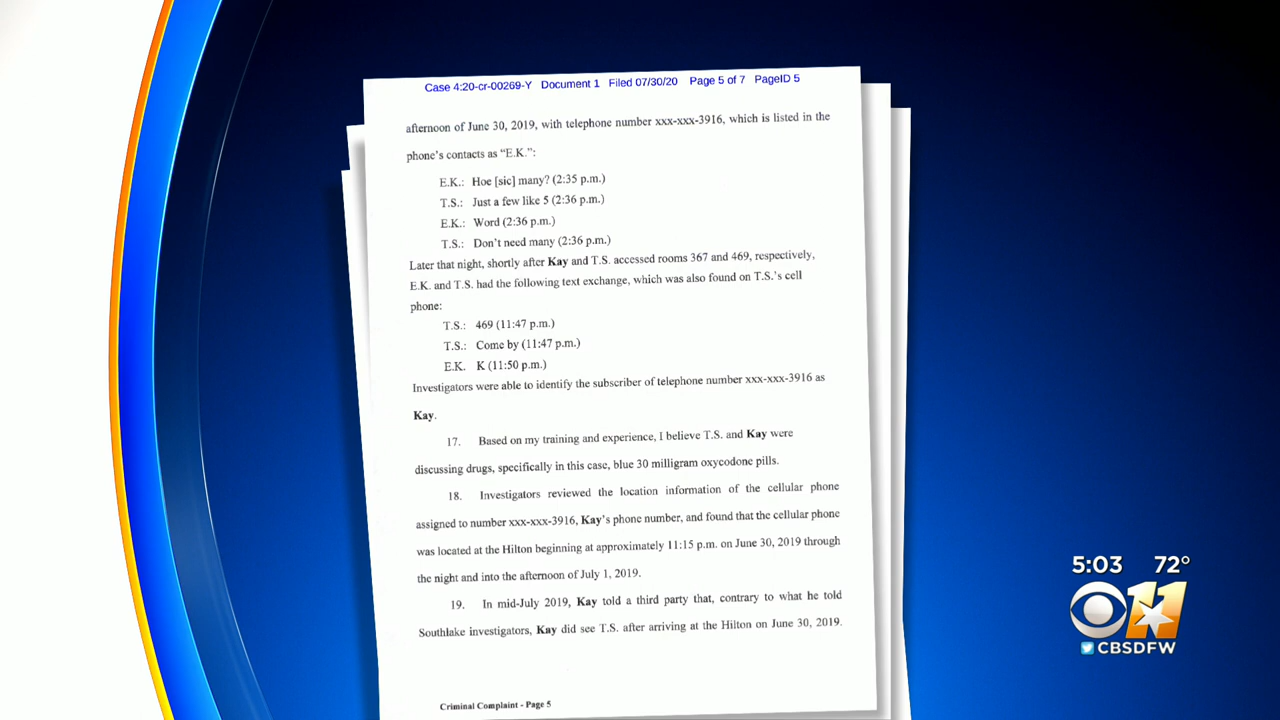 Case 4:20-cr-00269-Y Document 1 Filed 07/30/20 Page 5 of 7 PageID 5
afternoon of June 30, 2019, with telephone number xxx-xxx-3916, which is listed in the
phone's contacts as "E.K.":
E.K.: Hoe [sic] many? (2:35 p.m.)
T.S.: Just a few like 5 (2:36 p.m.)
E.K.: Word (2:36 p.m.)
T.S.: Don't need many (2:36 p.m.)
Later that night, shortly after Kay and T.S. accessed rooms 367 and 469, respectively,
E.K. and T.S. had the following text exchange, which was also found on T.S.'s cell
phone:
T.S.: 469 (11:47 p.m.)
T.S.: Come by (11:47 p.m.)
E.K. K (11:50 p.m.)
Investigators were able to identify the subscriber of telephone number xxx-xxx-3916 as
Kay.
17. Based on my training and experience, I believe T.S. and Kay were
discussing drugs, specifically in this case, blue 30 milligram oxycodone pills.
18. Investigators reviewed the location information of the cellular phone
assigned to number xxx-xxx-3916, Kay's phone number, and found that the cellular phone
was located at the Hilton beginning at approximately 11:15 p.m. on June 30, 2019 through
the night and into the afternoon of July 1, 2019.
19. In mid-July 2019, Kay told a third party that, contrary to what he told
Southlake investigators, Kay did see T.S. after arriving at the Hilton on June 30, 2019.
Criminal Complaint - Page 5
5:03 72°
11
CBSDFW